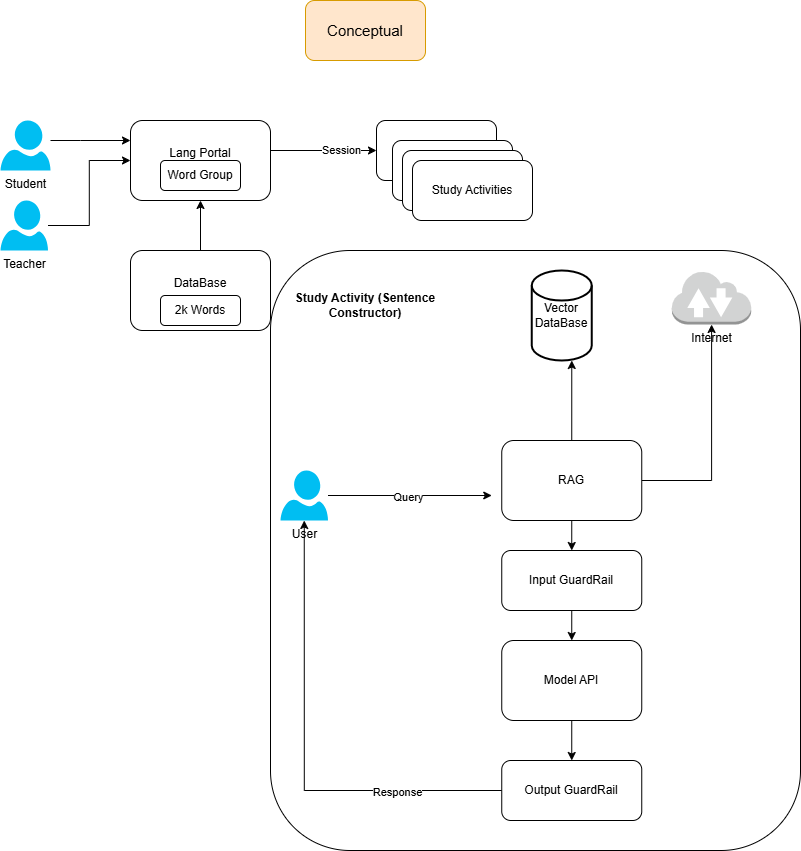 Conceptual
Student
Teacher
Lang Portal
Word Group
Session
Study Activities
DataBase
2k Words
Study Activity (Sentence
Constructor)
Vector
DataBase
Internet
User
Query
RAG
Input GuardRail
Model API
Output GuardRail
Response